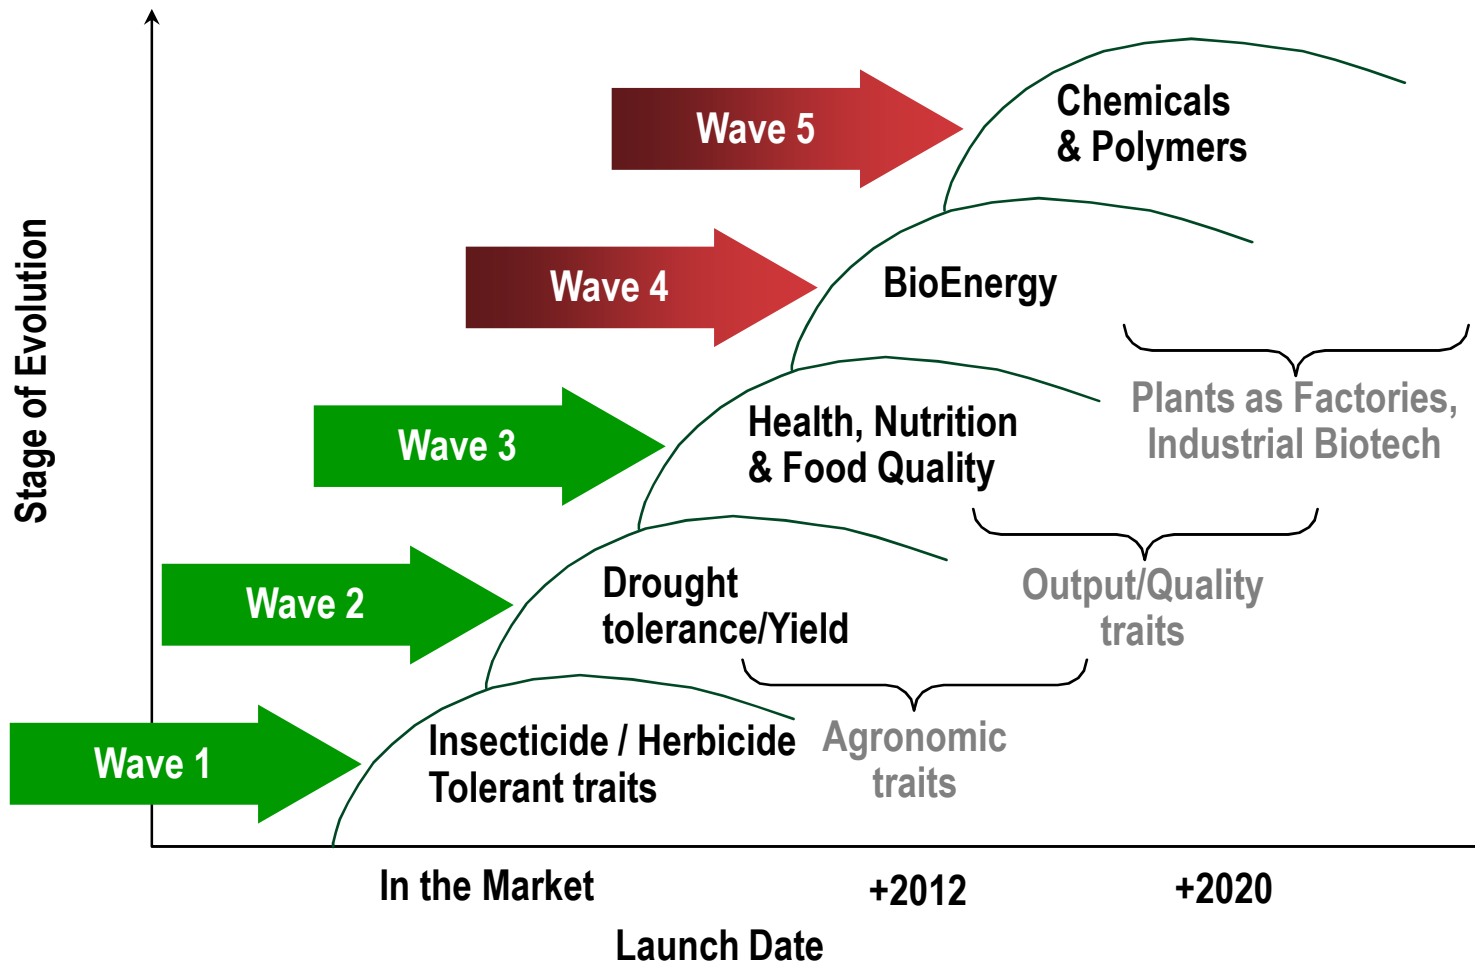 Stage of Evolution
Wave 5
Chemicals
& Polymers
Wave 4
BioEnergy
Plants as Factories,
Industrial Biotech
Wave 3
Health, Nutrition
& Food Quality
Output/Quality
traits
Wave 2
Drought
tolerance/Yield
Agronomic
traits
Wave 1
Insecticide / Herbicide
Tolerant traits
In the Market
+2012
+2020
Launch Date